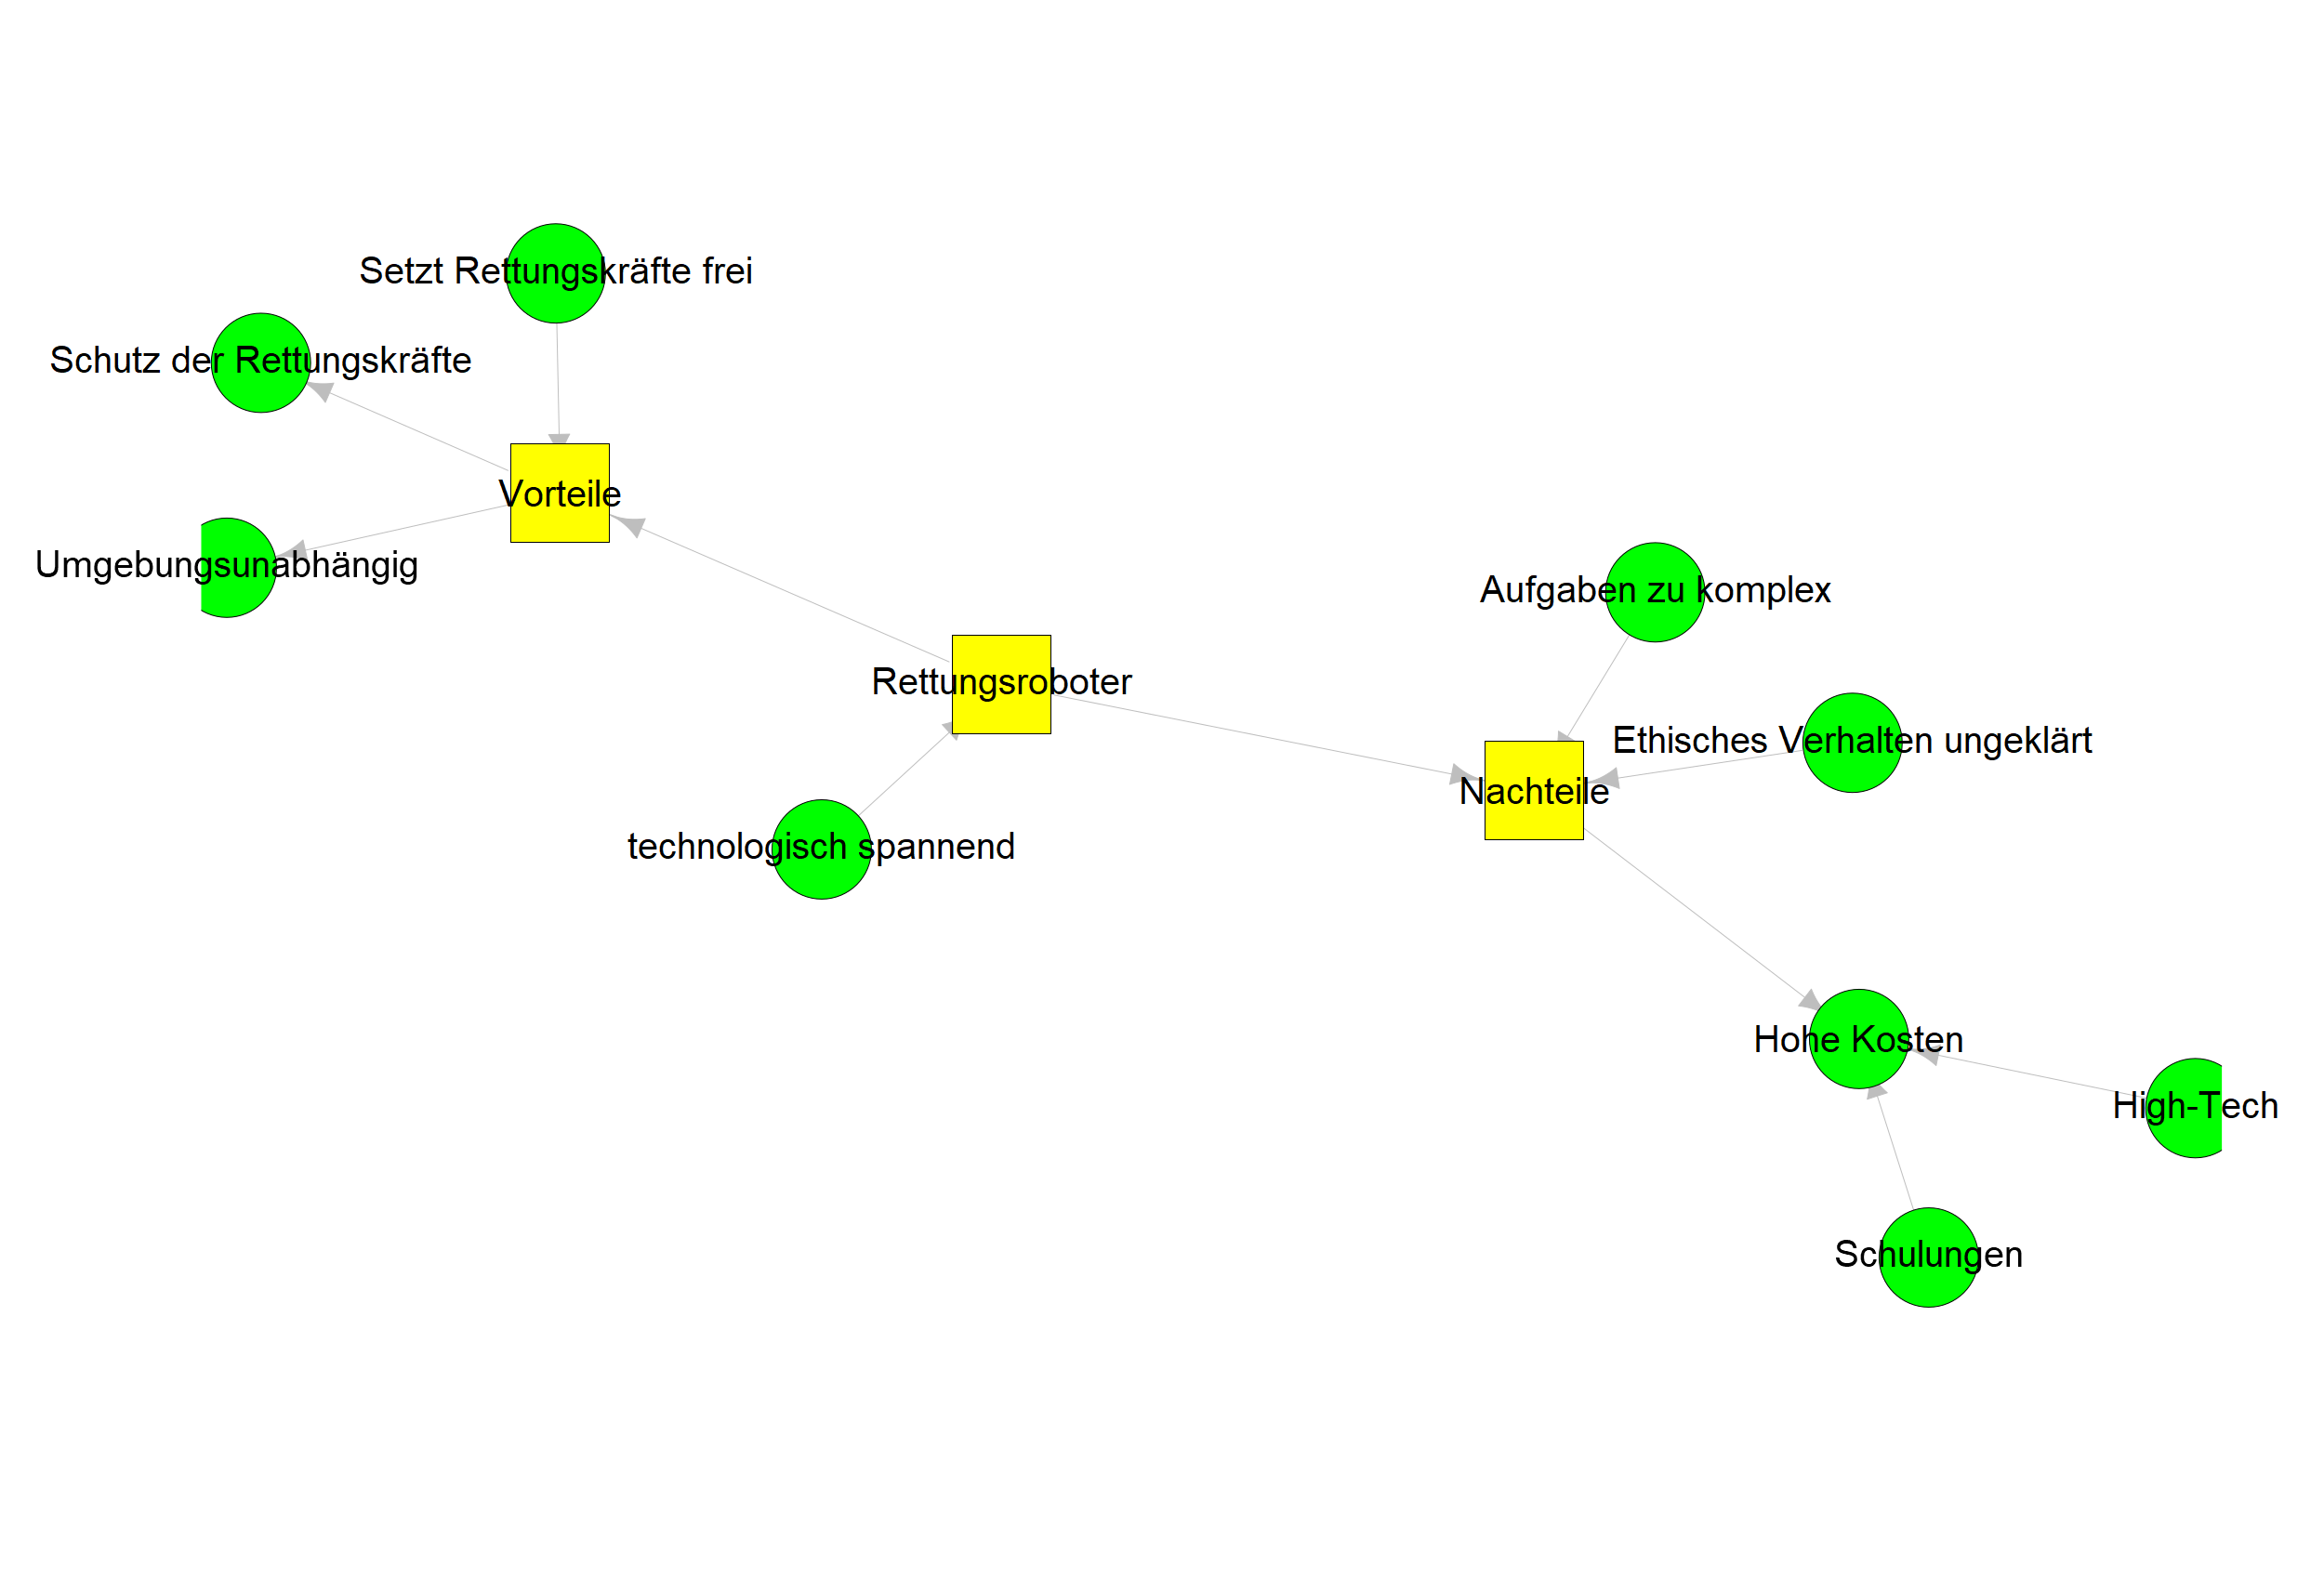 Setzt Rettungskräfte frei
Schutz der Rettungskräfte
Vorteile
Umgebungsunabhängig
Aufgaben zu komplex
Rettungsroboter
Ethisches Verhalten ungeklärt
Nachteile
technologisch spannend
Hohe Kosten
High-Tech
Schulungen